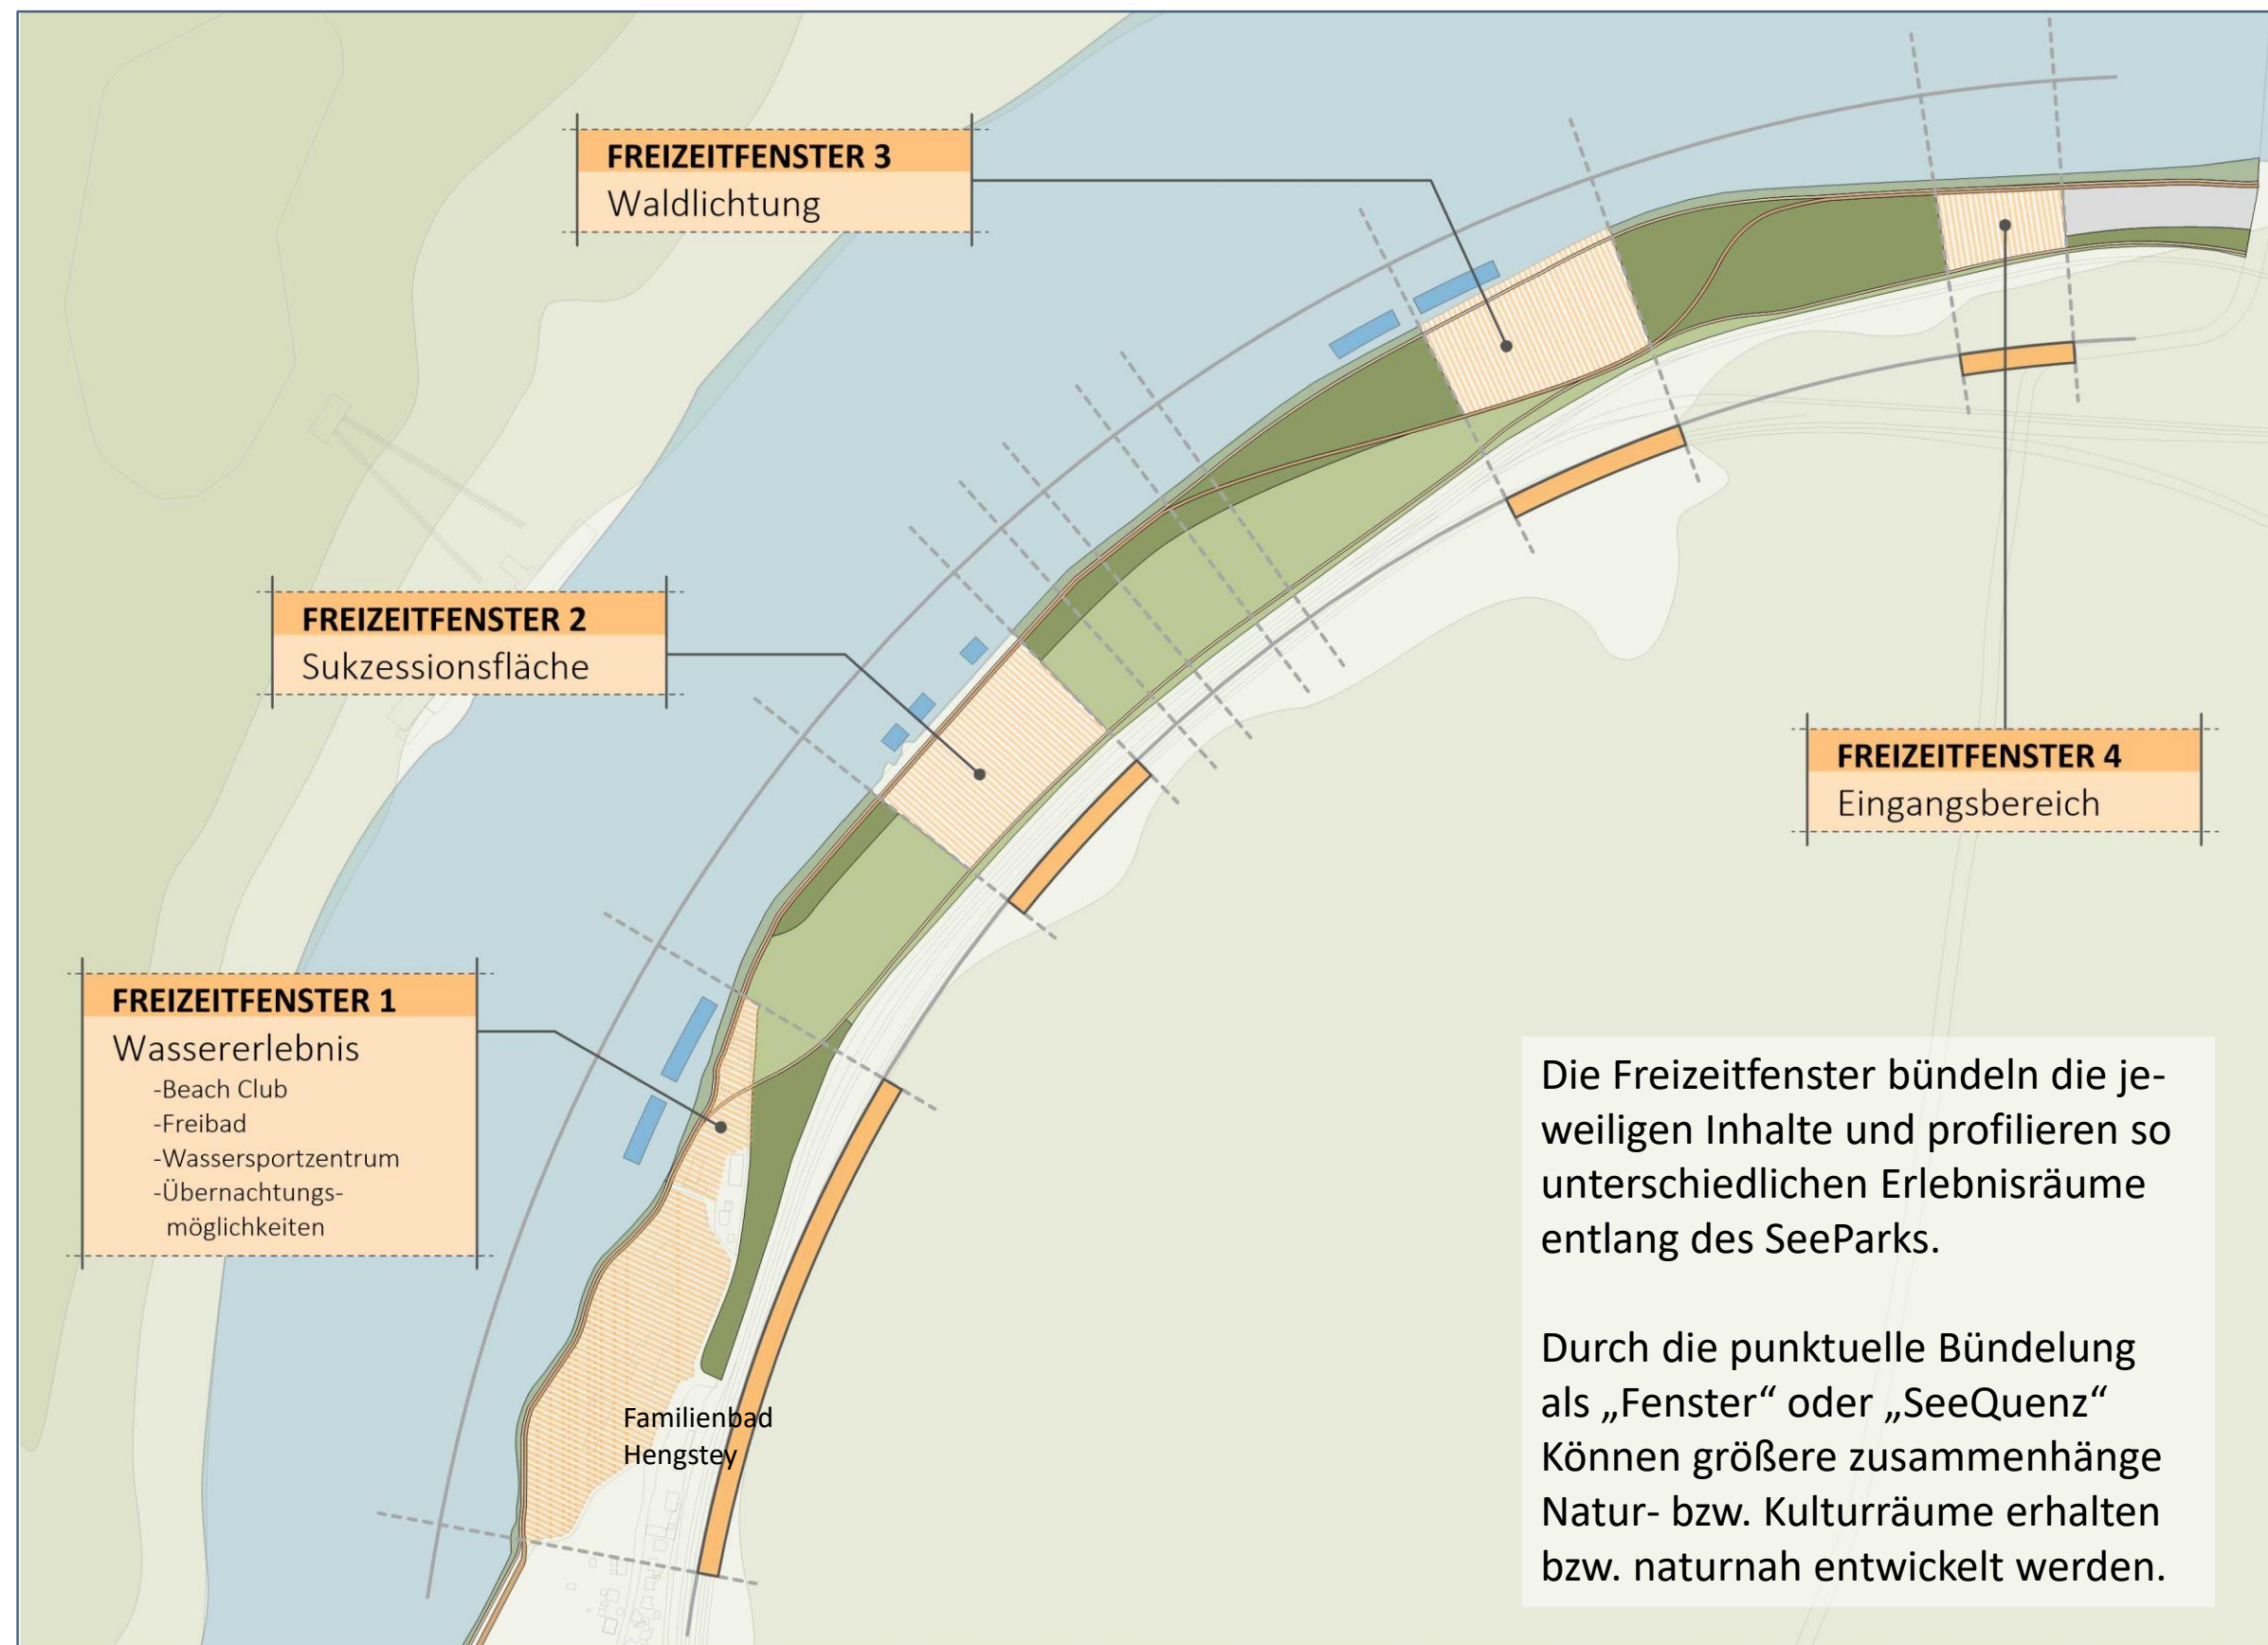 FREIZEITFENSTER 3
Waldlichtung
FREIZEITFENSTER 2
Sukzessionsfläche
FREIZEITFENSTER 4
Eingangsbereich
FREIZEITFENSTER 1
Wassererlebnis
-Beach Club
-Freibad
-Wassersportzentrum
-Übernachtungs-
möglichkeiten
Familienbad
Hengstey
Die Freizeitfenster bündeln die je-
weiligen Inhalte und profilieren so
unterschiedlichen Erlebnisräume
entlang des SeeParks.
Durch die punktuelle Bündelung
als „Fenster“ oder „SeeQuenz“
Können größere zusammenhänge
Natur- bzw. Kulturräume erhalten
bzw. naturnah entwickelt werden.